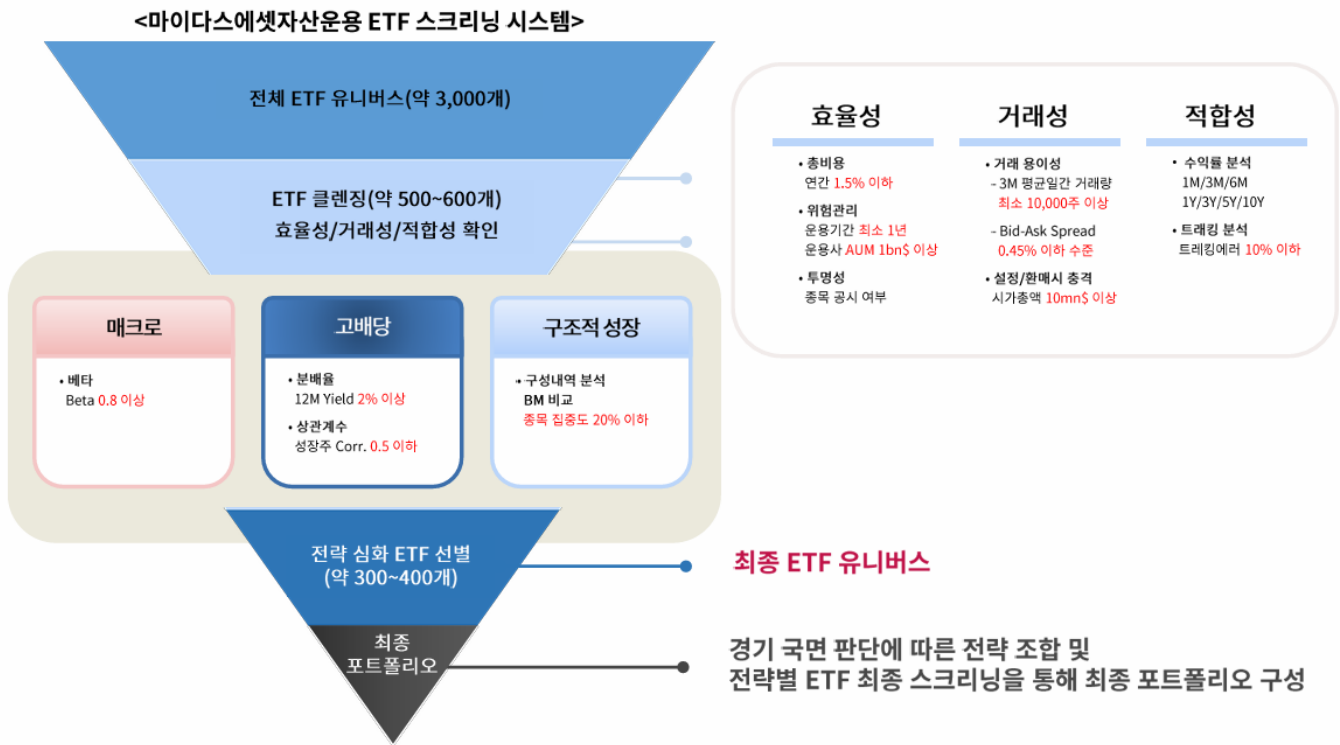 <마이다스에셋자산운용 ETF 스크리닝 시스템>
전체 ETF 유니버스(약 3,000개)
ETF 클렌징(약 500~600개)
효율성/거래성/적합성 확인
효율성
• 총비용
연간 1.5% 이하
• 위험관리
운용기간 최소 1년
운용사 AUM 1bn$ 이상
• 투명성
종목 공시 여부
거래성
• 거래 용이성
- 3M 평균일간 거래량
최소 10,000주 이상
- Bid-Ask Spread
0.45% 이하 수준
• 설정/환매시 충격
시가총액 10mn$ 이상
적합성
• 수익률 분석
1M/3M/6M
1Y/3Y/5Y/10Y
• 트래킹 분석
트레킹에러 10% 이하
매크로
• 베타
Beta 0.8 이상
고배당
• 분배율
12M Yield 2% 이상
• 상관계수
성장주 Corr. 0.5 이하
구조적 성장
• 구성내역 분석
BM 비교
종목 집중도 20% 이하
전략 심화 ETF 선별
(약 300~400개)
최종 ETF 유니버스
최종
포트폴리오
경기 국면 판단에 따른 전략 조합 및
전략별 ETF 최종 스크리닝을 통해 최종 포트폴리오 구성